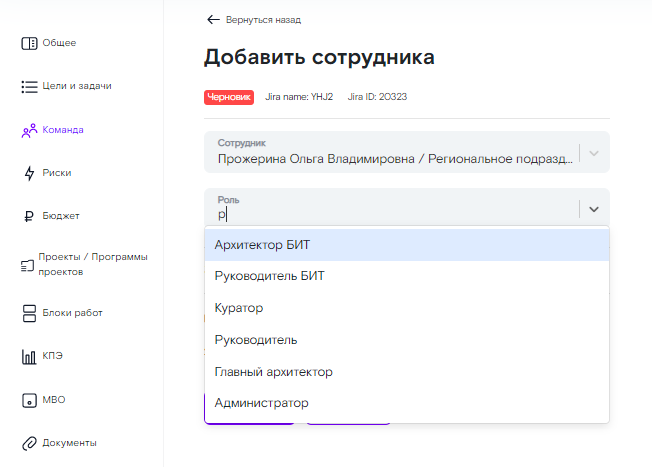 Общее
Цели и задачи
Команда
Риски
Бюджет
Проекты / Программы
проектов
Блоки работ
КПЭ
МВО
Документы
Вернуться назад
Добавить сотрудника
Черновик Jira name: YHJ2 Jira ID: 20323
Сотрудник
Прожерина Ольга Владимировна / Региональное подразд...
Роль
р
Архитектор БИТ
Руководитель БИТ
Куратор
Руководитель
Главный архитектор
Администратор